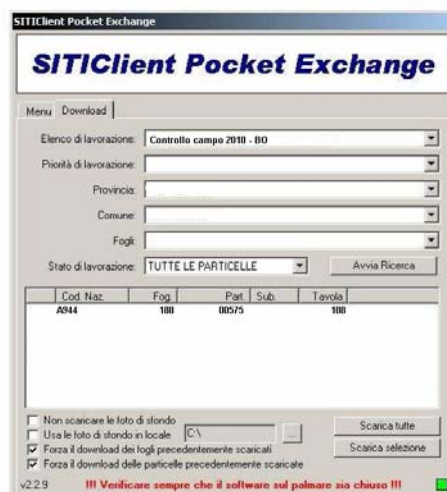 SITIClient Pocket Exchange
SITIClient Pocket Exchange
Menu Download
Elenco di lavorazione: Controllo campo 2010 - BO
Priorità di lavorazione:
Provincia:
Comune:
Fogli:
Stato di lavorazione: TUTTE LE PARTICELLE Avvia Ricerca
Cod. Naz. Fog. Part. Sub. Tavola
A944 188 00575 188
Non scaricare le foto di sfondo
Usa le foto di sfondo in locale C:\ ...
Scarica tutte
Forza il download dei fogli precedentemente scaricati
Forza il download delle particelle precedentemente scaricate
Scarica selezione
v2.2.9 !!! Verificare sempre che il software sul palmare sia chiuso !!!